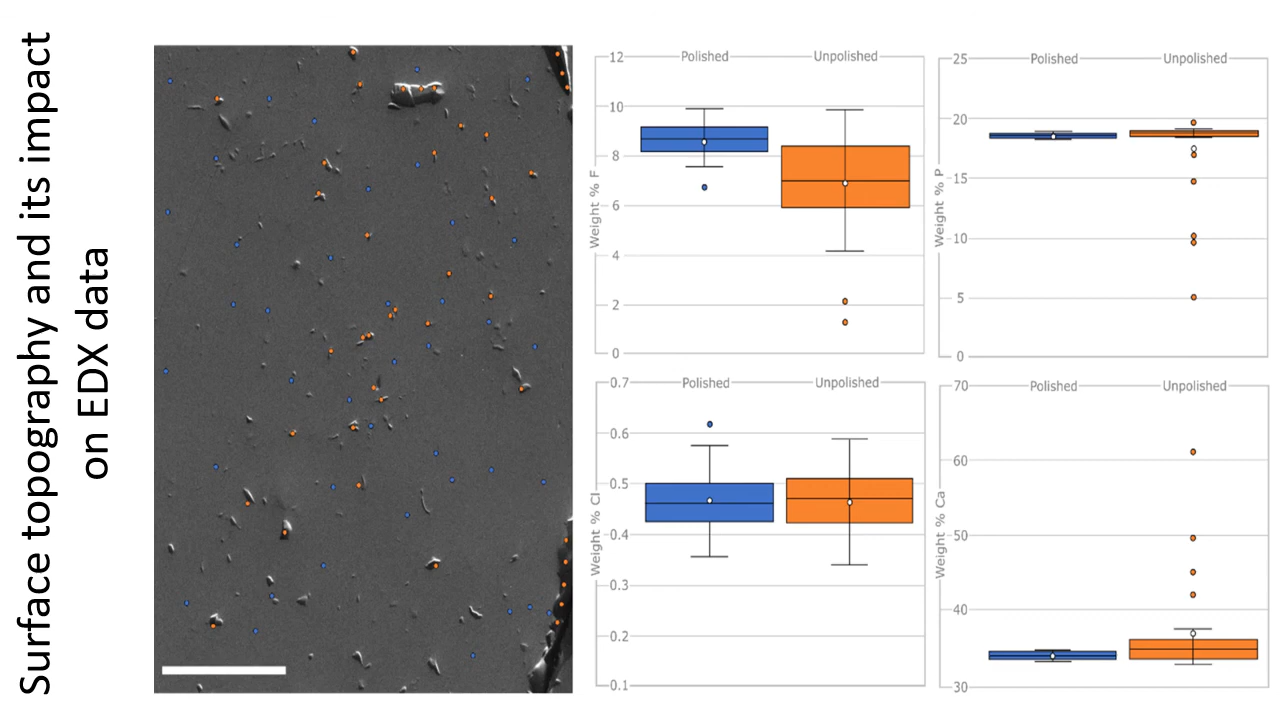 Surface topography and its impact
on EDX data
Polished
Unpolished
12
10
8
6
4
2
0
Weight % F
Polished
Unpolished
25
20
15
10
5
0
Weight % P
Polished
Unpolished
0.7
0.6
0.5
0.4
0.3
0.2
0.1
Weight % Cl
Polished
Unpolished
70
60
50
40
30
Weight % Ca